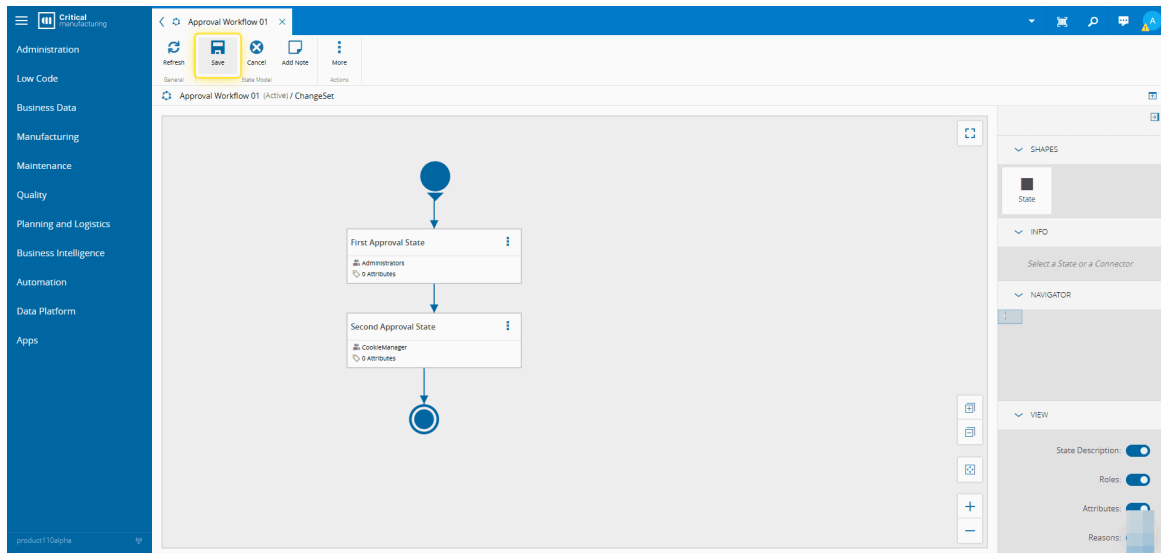 Critical
manufacturing
Approval Workflow 01
A
Administration
Low Code
Business Data
Manufacturing
Maintenance
Quality
Planning and Logistics
Business Intelligence
Automation
Data Platform
Apps
product110alpha
Refresh
Save
Cancel
Add Note
More
General
State Model
Actions
Approval Workflow 01 (Active) / ChangeSet
First Approval State
Administrators
0 Attributes
Second Approval State
CookieManager
0 Attributes
SHAPES
State
INFO
Select a State or a Connector
NAVIGATOR
VIEW
State Description:
Roles:
Attributes:
Reasons: